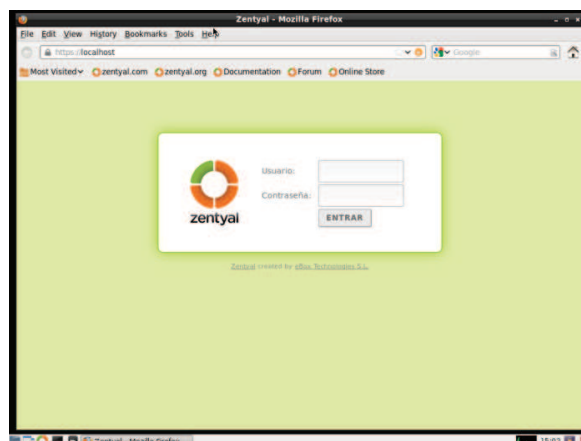 Zentyal - Mozilla Firefox
File Edit View History Bookmarks Tools Help
https://localhost
Google
Most Visited zentyal.com zentyal.org Documentation Forum Online Store
Usuario:
Contraseña:
zentyal
ENTRAR
Zentyal created by eBox Technologies S.L.
Zentyal - Mozilla Firefox
15:02